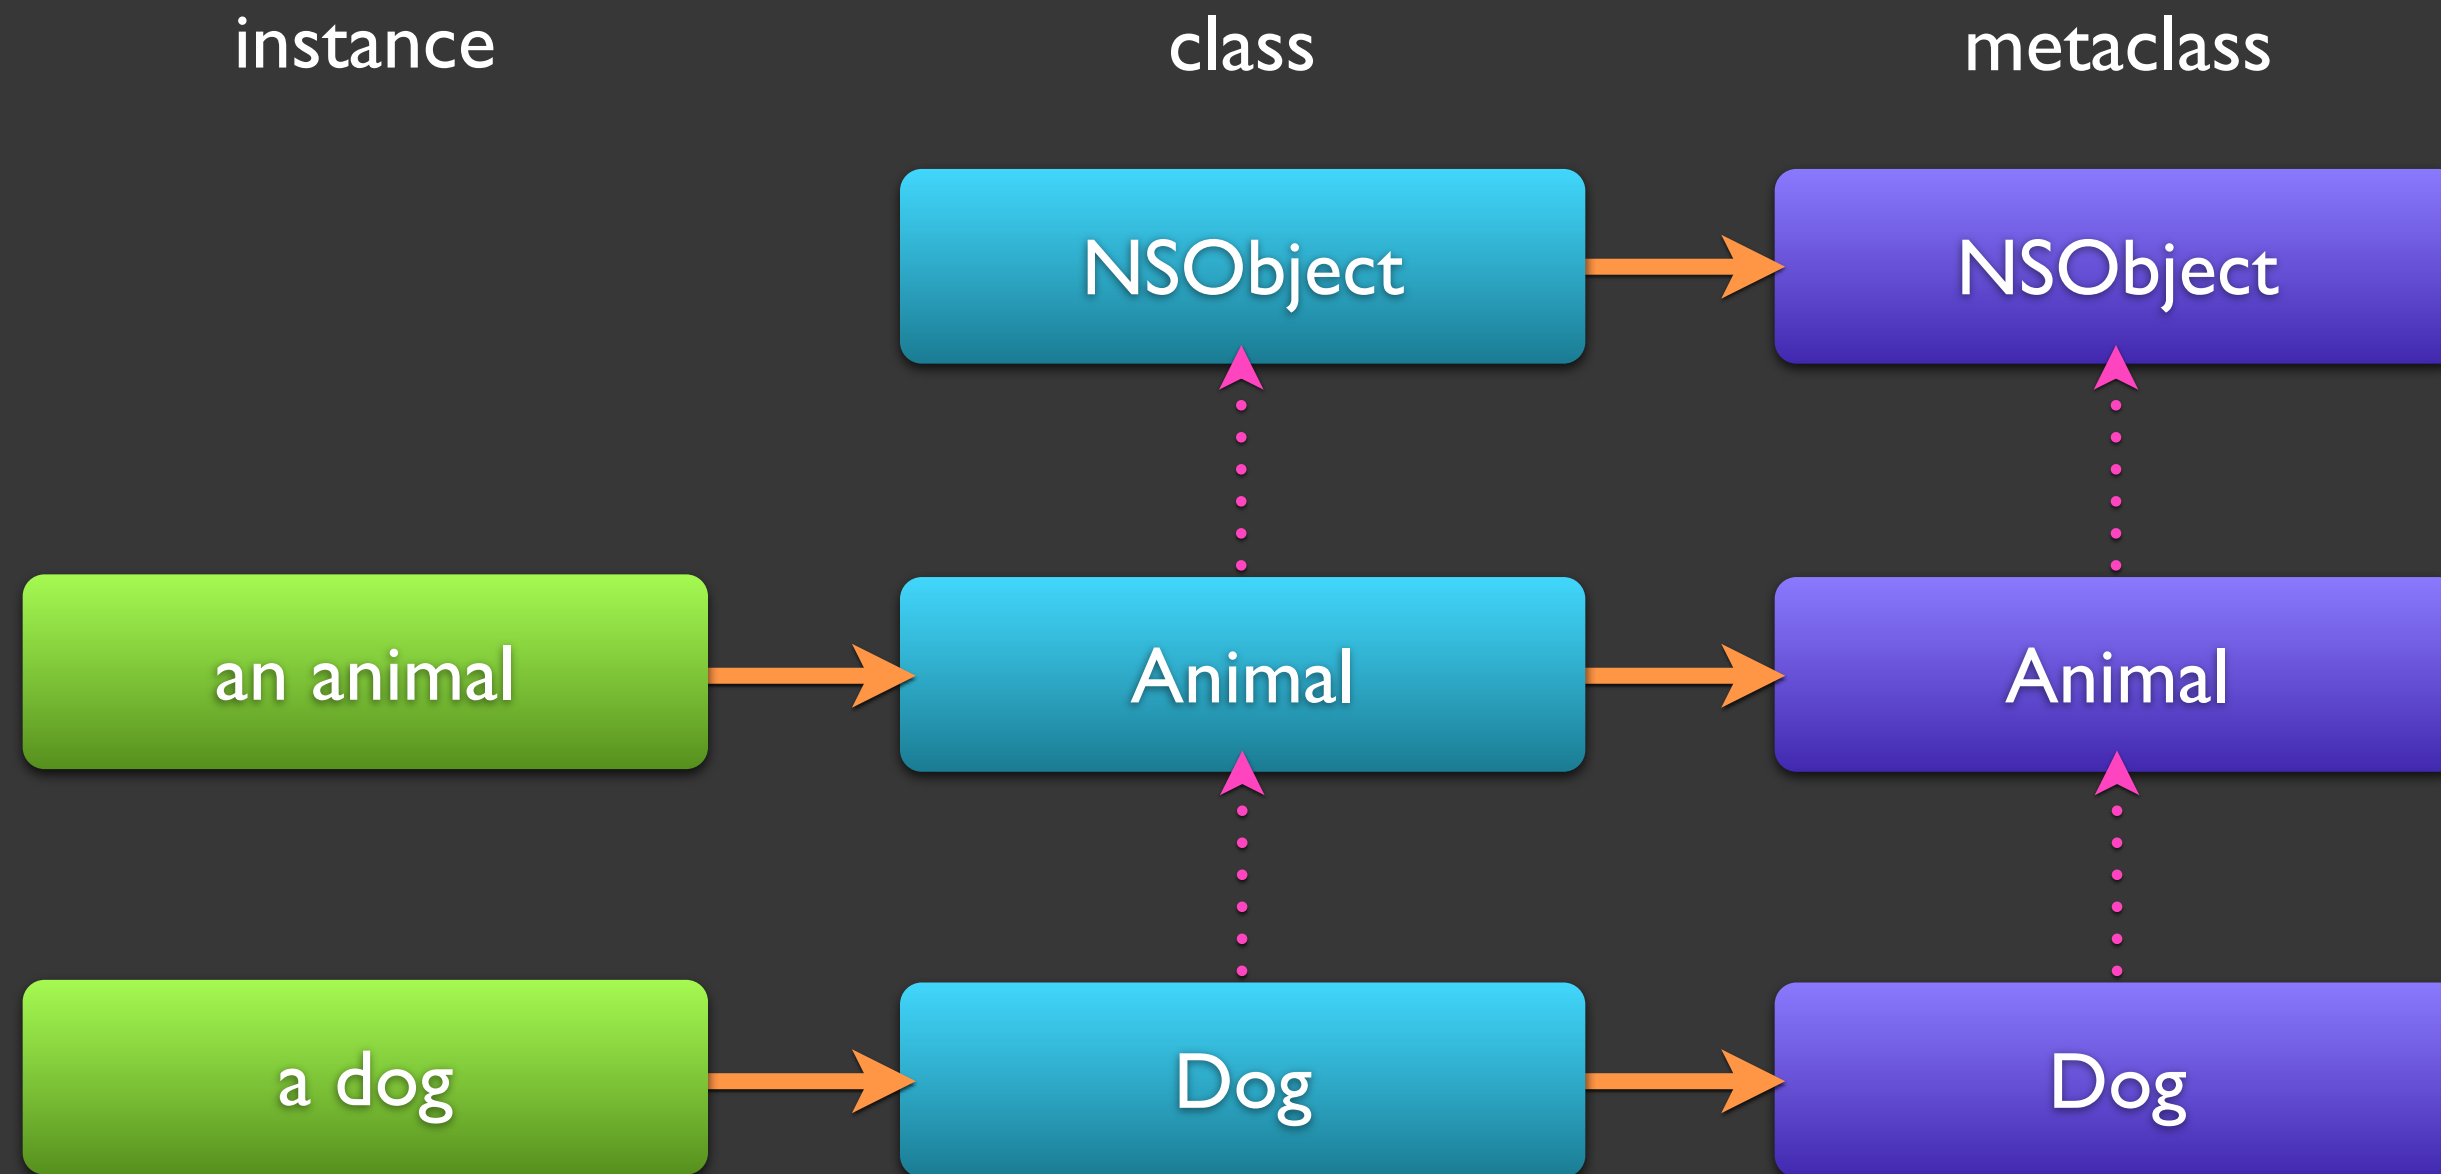 instance
class
metaclass
NSObject
NSObject
an animal
Animal
Animal
a dog
Dog
Dog